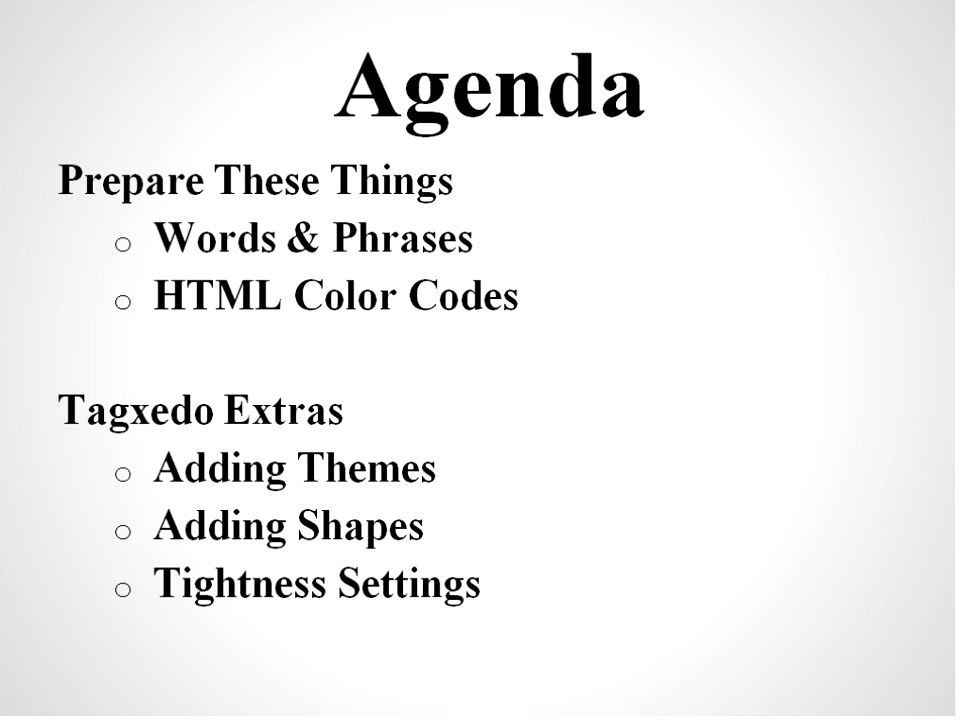 Agenda
Prepare These Things
o Words & Phrases
o HTML Color Codes
Tagxedo Extras
o Adding Themes
o Adding Shapes
o Tightness Settings